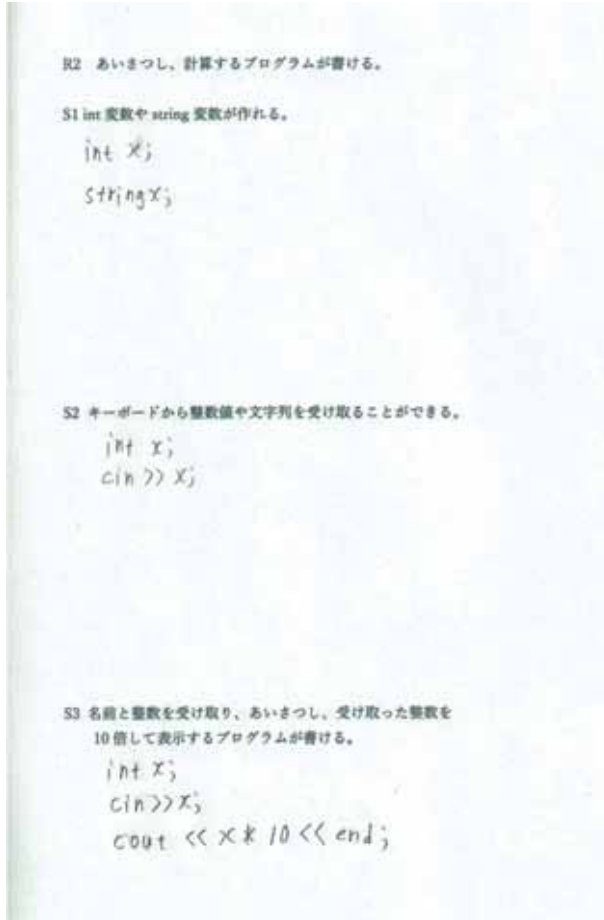 R2 あいさつし、計算するプログラムが書ける。
S1 int 変数や string 変数が作れる。
int x;
string x;
S2 キーボードから整数値や文字列を受け取ることができる。
int x;
cin >> x;
S3 名前と整数を受け取り、あいさつし、受け取った整数を
10 倍して表示するプログラムが書ける。
int x;
cin >> x;
cout << x * 10 << end;